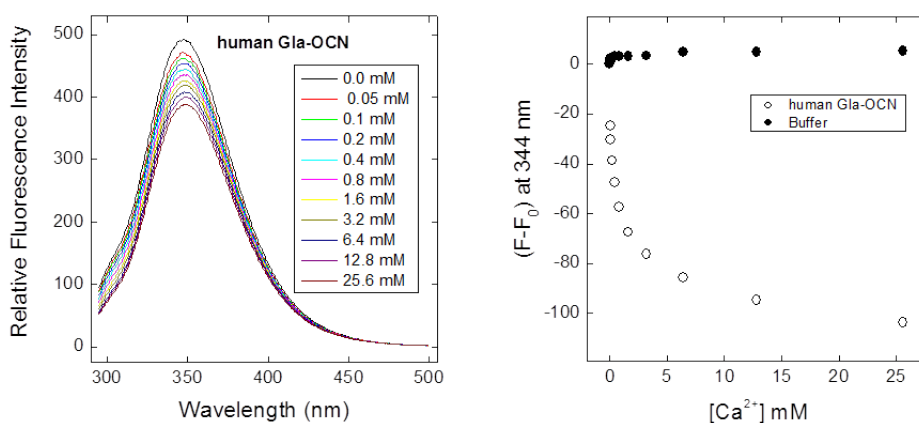 human Gla-OCN
0.0 mM
0.05 mM
0.1 mM
0.2 mM
0.4 mM
0.8 mM
1.6 mM
3.2 mM
6.4 mM
12.8 mM
25.6 mM
Relative Fluorescence Intensity
500
400
300
200
100
0
300 350 400 450 500
Wavelength (nm)
human Gla-OCN
Buffer
(F-F₀) at 344 nm
0
-20
-40
-60
-80
-100
0 5 10 15 20 25
[Ca²⁺] mM